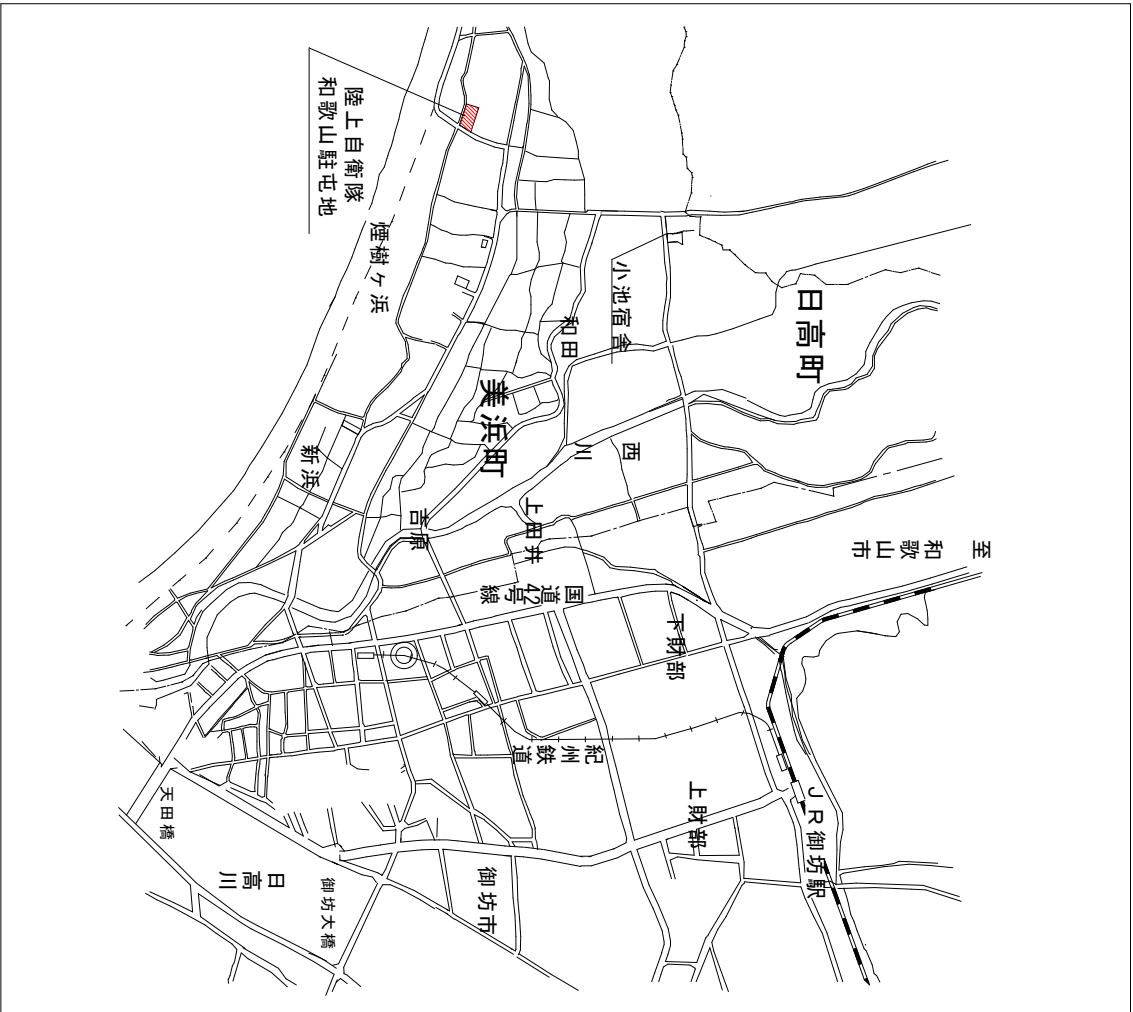 陸上自衛隊
和歌山駐屯地
煙樹ヶ浜
小池宿舎
日高町
和田
美浜町
西
川
新浜
吉原
上田井
至
和歌山市
国道42号線
下財部
紀州鉄道
上財部
JR御坊駅
天田橋
日高川
御坊大橋
御坊市